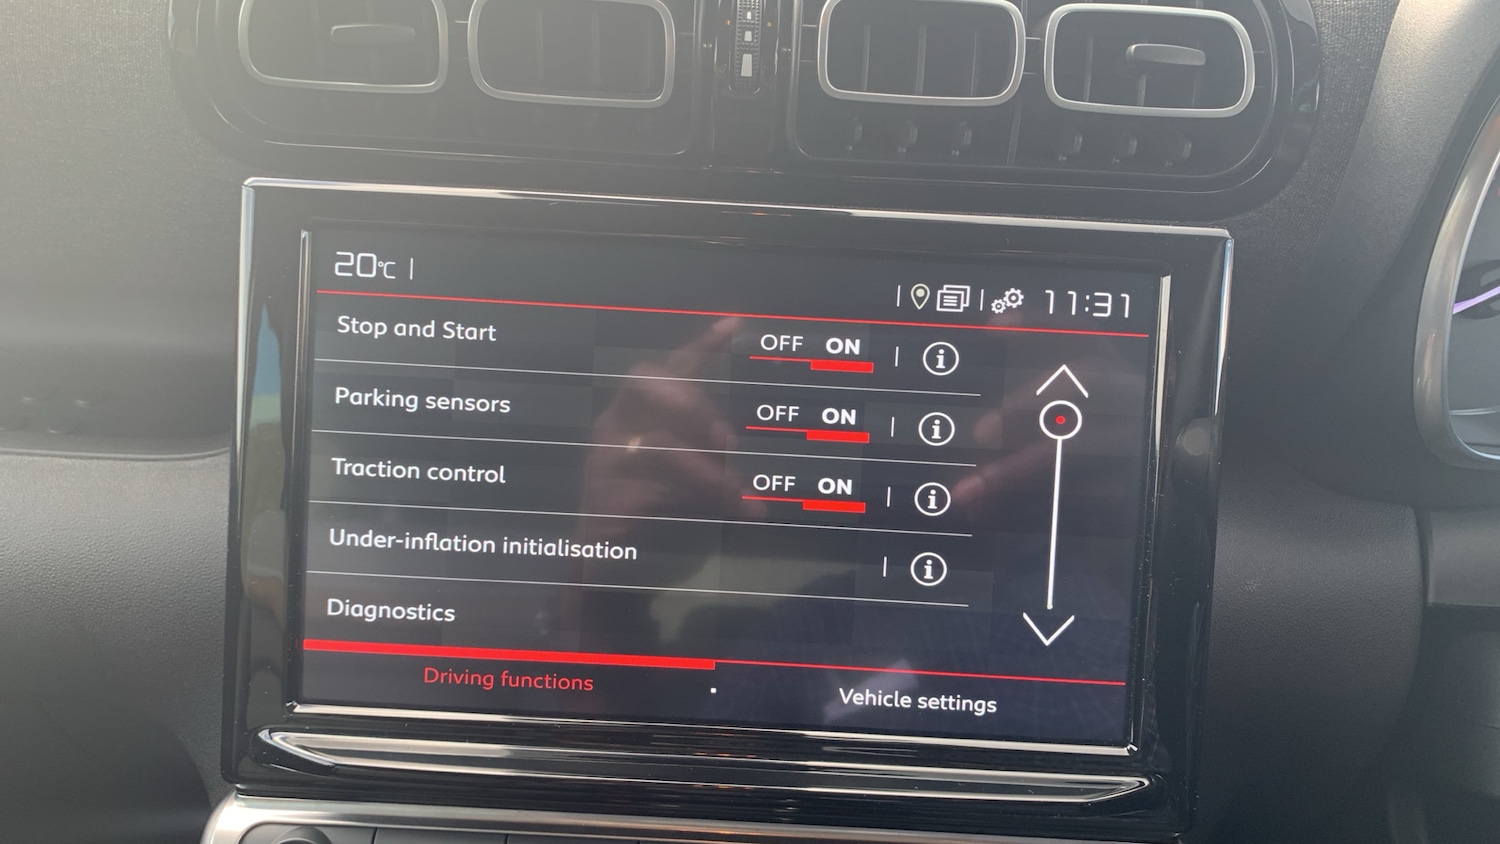 20°C
11:31
Stop and Start OFF ON
Parking sensors OFF ON
Traction control OFF ON
Under-inflation initialisation
Diagnostics
Driving functions Vehicle settings